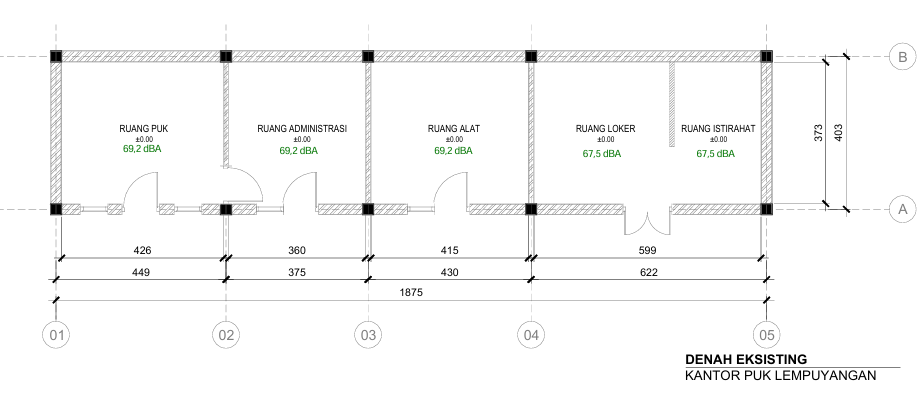 B
RUANG PUK
±0.00
69,2 dBA
RUANG ADMINISTRASI
±0.00
69,2 dBA
RUANG ALAT
±0.00
69,2 dBA
RUANG LOKER
±0.00
67,5 dBA
RUANG ISTIRAHAT
±0.00
67,5 dBA
373
403
A
426
360
415
599
449
375
430
622
1875
01
02
03
04
05
DENAH EKSISTING
KANTOR PUK LEMPUYANGAN